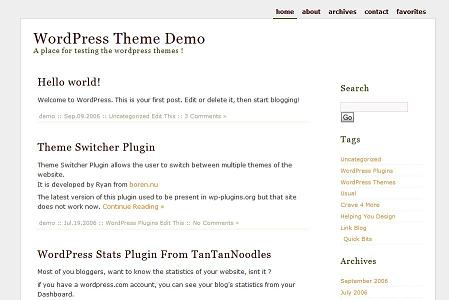 home about archives contact favorites
WordPress Theme Demo
A place for testing the wordpress themes !
Hello world!
Welcome to WordPress. This is your first post. Edit or delete it, then start blogging!
demo :: Sep.09.2006 :: Uncategorized Edit This :: 3 Comments »
Theme Switcher Plugin
Theme Switcher Plugin allows the user to switch between multiple themes of the
website.
It is developed by Ryan from boren.nu
The latest version of this plugin used to be present in wp-plugins.org but that site
does not work now. Continue Reading »
demo :: Jul.19.2006 :: WordPress Plugins Edit This :: No Comments »
WordPress Stats Plugin From TanTanNoodles
Most of you bloggers, want to know the statistics of your website, isnt it ?
if you have a wordpress.com account, you can see your blog's statistics from your
Dashboard.
Search
Go
Tags
Uncategorized
WordPress Plugins
WordPress Themes
Usual
Crave 4 More
Helping You Design
Link Blog
Quick Bits
Archives
September 2006
July 2006